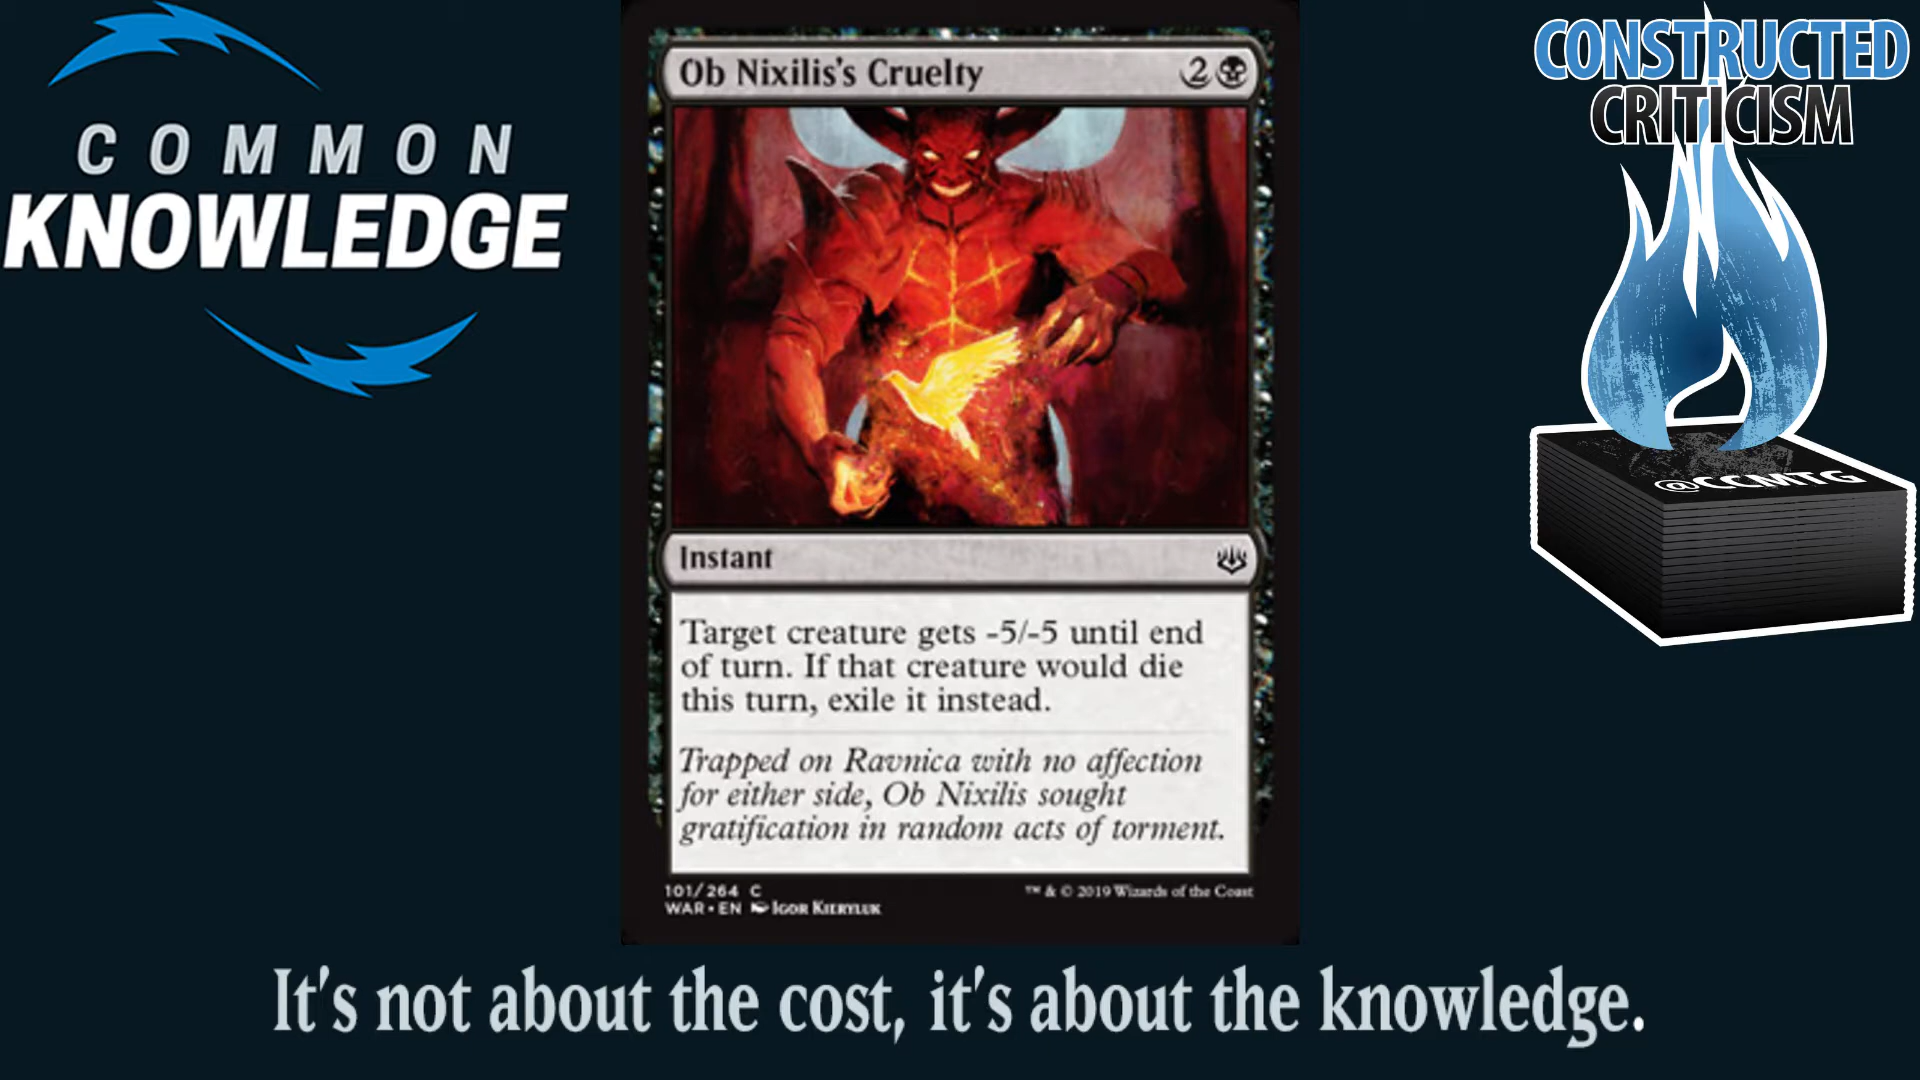 COMMON
KNOWLEDGE
CONSTRUCTED
CRITICISM
@CCMTG
Ob Nixilis's Cruelty 2
Instant
Target creature gets -5/-5 until end
of turn. If that creature would die
this turn, exile it instead.
Trapped on Ravnica with no affection
for either side, Ob Nixilis sought
gratification in random acts of torment.
101/264 C
WAR • EN Igor Kieryluk
™ & © 2019 Wizards of the Coast
It's not about the cost, it's about the knowledge.